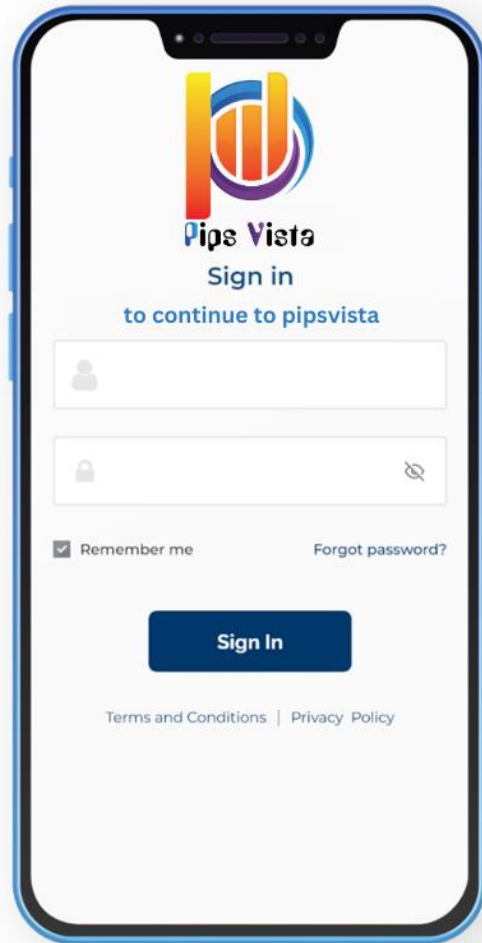 Pips Vista
Sign in
to continue to pipsvista
Remember me
Forgot password?
Sign In
Terms and Conditions | Privacy Policy